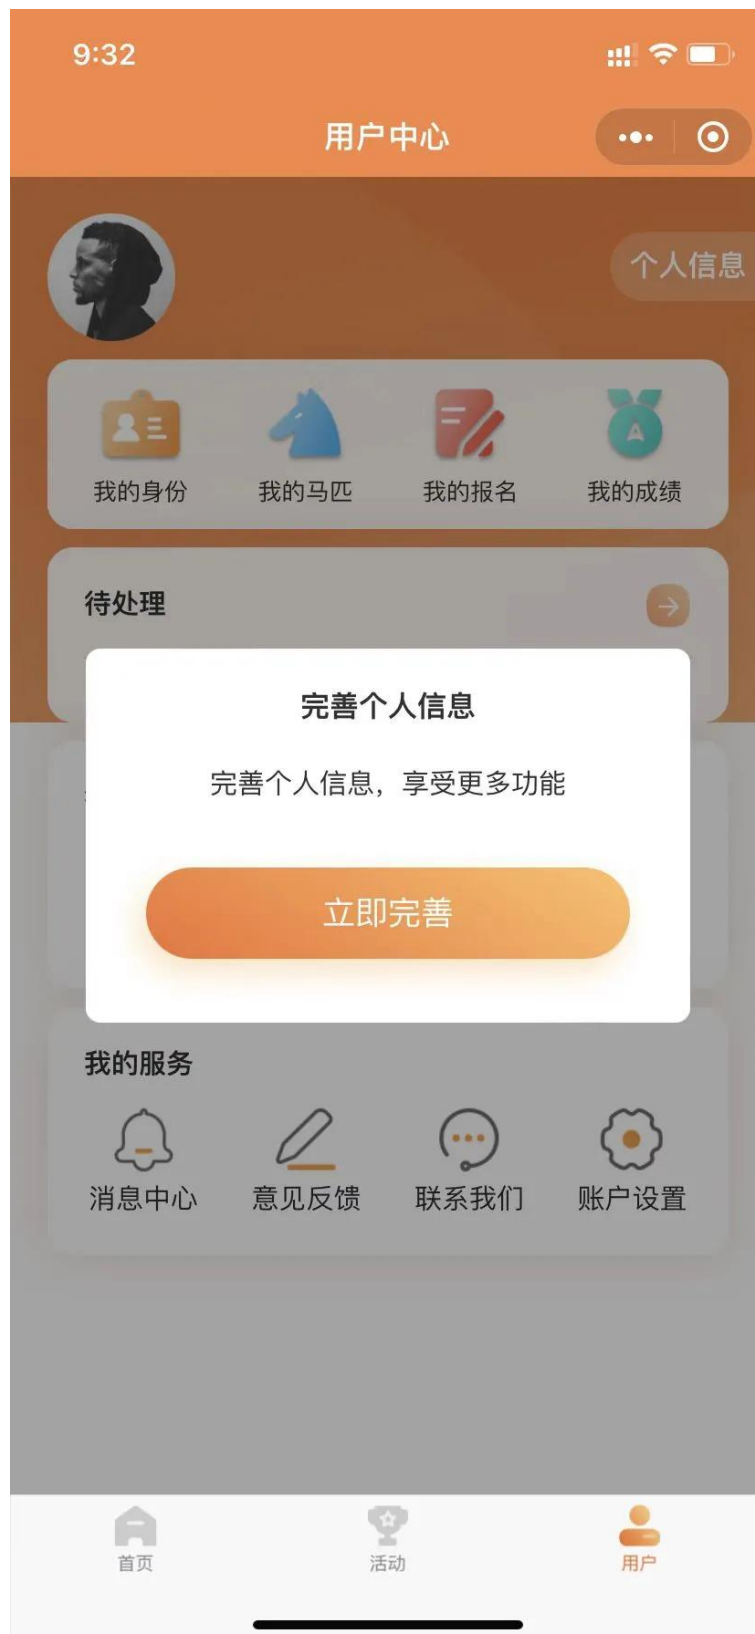 9:32
用户中心
个人信息
我的身份
我的马匹
我的报名
我的成绩
A
待处理
完善个人信息
完善个人信息，享受更多功能
立即完善
我的服务
消息中心
意见反馈
联系我们
账户设置
首页
活动
用户